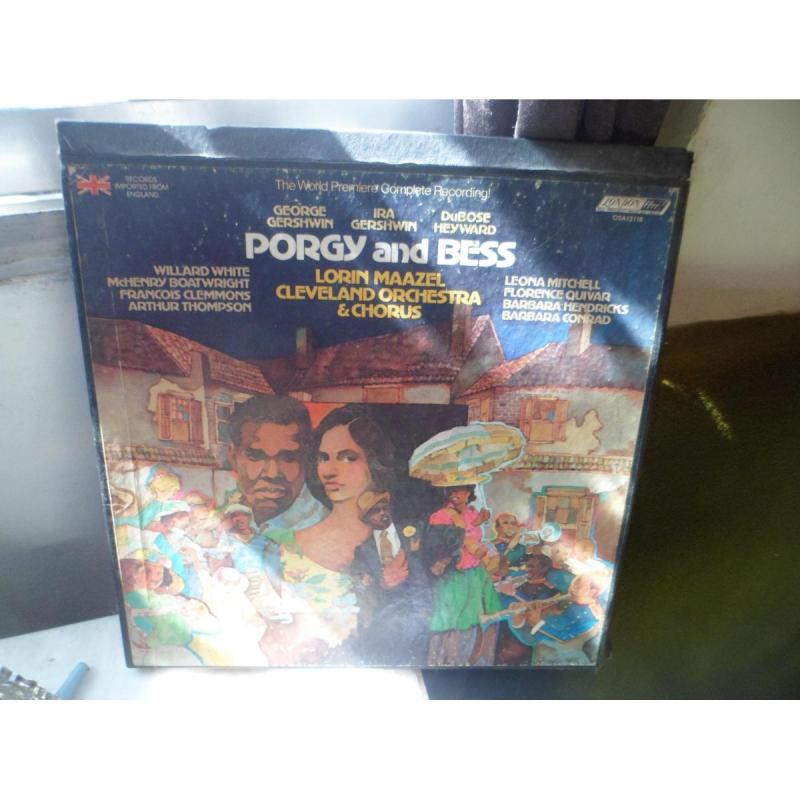 RECORDS
IMPORTED FROM
ENGLAND
The World Premiere Complete Recording!
LONDON ffrr
OSA13116
GEORGE GERSHWIN
IRA GERSHWIN
DuBOSE HEYWARD
PORGY and BESS
WILLARD WHITE
McHENRY BOATWRIGHT
FRANCOIS CLEMMONS
ARTHUR THOMPSON
LORIN MAAZEL
CLEVELAND ORCHESTRA
& CHORUS
LEONA MITCHELL
FLORENCE QUIVAR
BARBARA HENDRICKS
BARBARA CONRAD